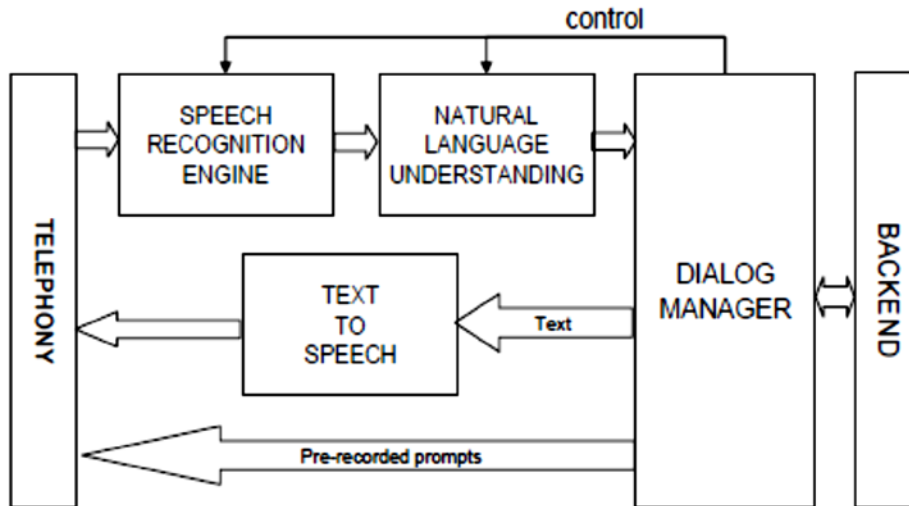 control
SPEECH
RECOGNITION
ENGINE
NATURAL
LANGUAGE
UNDERSTANDING
TELEPHONY
TEXT
TO
SPEECH
Text
DIALOG
MANAGER
BACKEND
Pre-recorded prompts